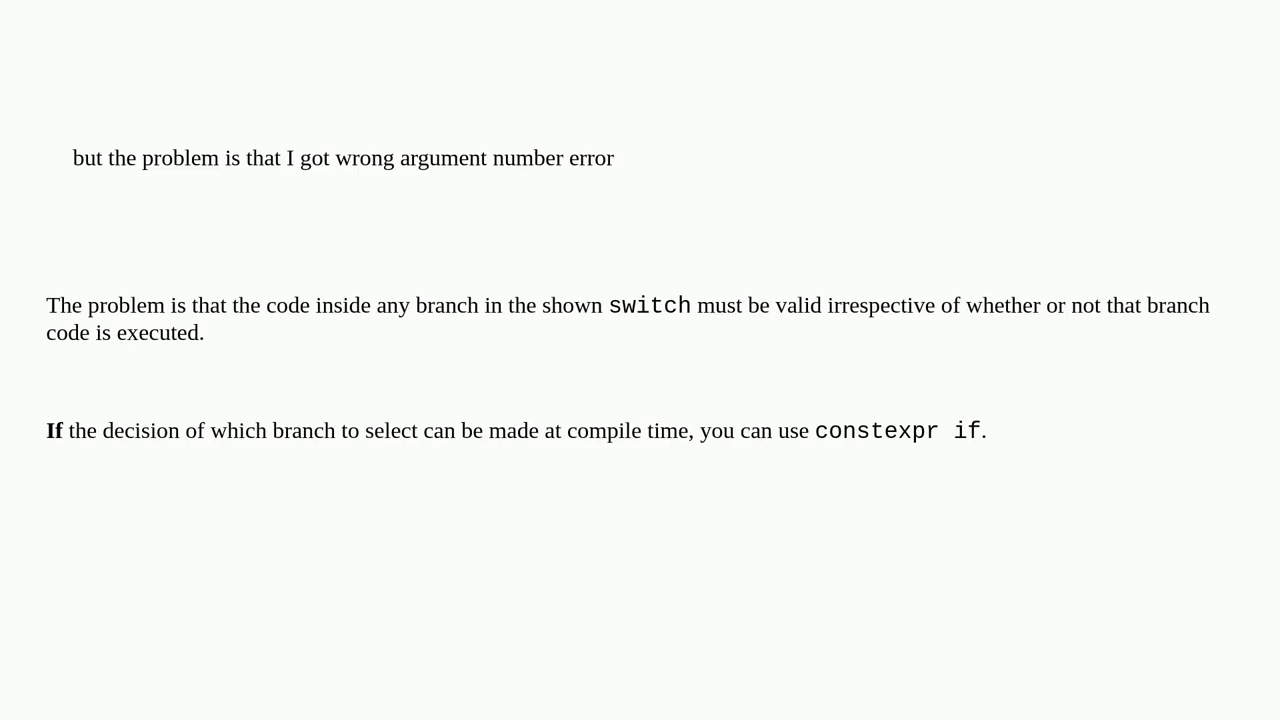 but the problem is that I got wrong argument number error
The problem is that the code inside any branch in the shown switch must be valid irrespective of whether or not that branch
code is executed.
If the decision of which branch to select can be made at compile time, you can use constexpr if.